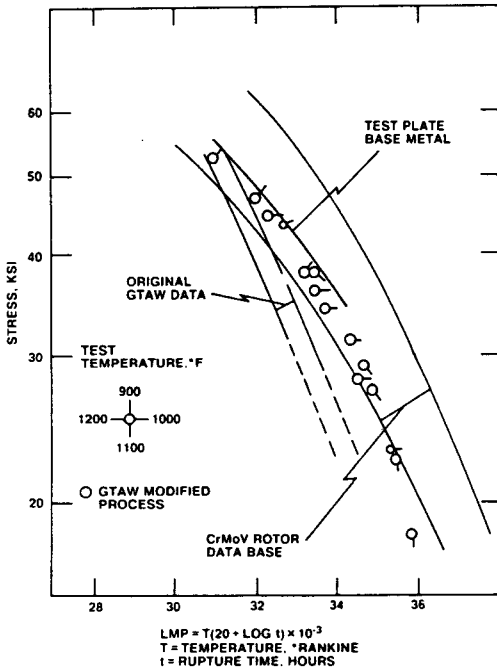 60
50
40
30
20
STRESS, KSI
TEST PLATE
BASE METAL
ORIGINAL
GTAW DATA
TEST
TEMPERATURE,°F
900
1200
1000
1100
GTAW MODIFIED
PROCESS
CrMoV ROTOR
DATA BASE
28
30
32
34
36
LMP = T(20 + LOG t) × 10⁻³
T = TEMPERATURE, °RANKINE
t = RUPTURE TIME, HOURS